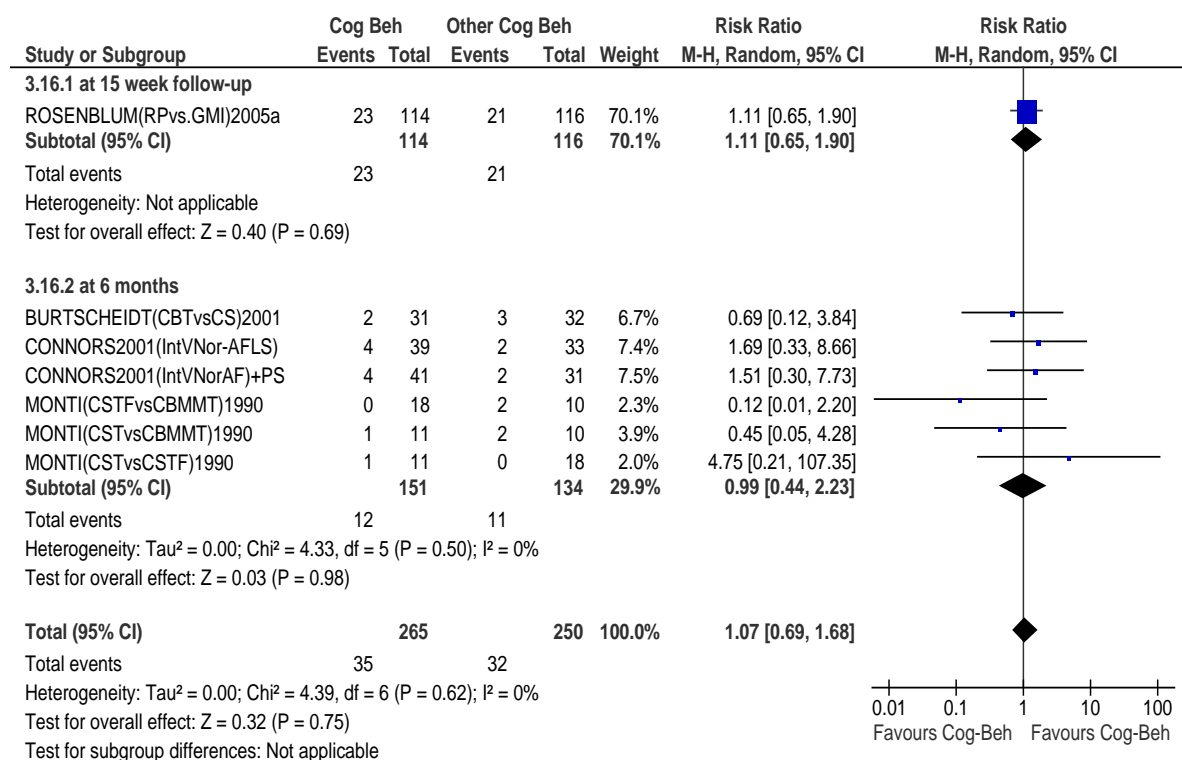 Cog Beh Other Cog Beh Risk Ratio Risk Ratio
Study or Subgroup Events Total Events Total Weight M-H, Random, 95% CI M-H, Random, 95% CI
3.16.1 at 15 week follow-up
ROSENBLUM(RPvs.GMI)2005a 23 114 21 116 70.1% 1.11 [0.65, 1.90]
Subtotal (95% CI) 114 116 70.1% 1.11 [0.65, 1.90]
Total events 23 21
Heterogeneity: Not applicable
Test for overall effect: Z = 0.40 (P = 0.69)
3.16.2 at 6 months
BURTSCHEIDT(CBTvsCS)2001 2 31 3 32 6.7% 0.69 [0.12, 3.84]
CONNORS2001(IntVNor-AFLS) 4 39 2 33 7.4% 1.69 [0.33, 8.66]
CONNORS2001(IntVNorAF)+PS 4 41 2 31 7.5% 1.51 [0.30, 7.73]
MONTI(CSTFvsCBMMT)1990 0 18 2 10 2.3% 0.12 [0.01, 2.20]
MONTI(CSTvsCBMMT)1990 1 11 2 10 3.9% 0.45 [0.05, 4.28]
MONTI(CSTvsCSTF)1990 1 11 0 18 2.0% 4.75 [0.21, 107.35]
Subtotal (95% CI) 151 134 29.9% 0.99 [0.44, 2.23]
Total events 12 11
Heterogeneity: Tau² = 0.00; Chi² = 4.33, df = 5 (P = 0.50); I² = 0%
Test for overall effect: Z = 0.03 (P = 0.98)
Total (95% CI) 265 250 100.0% 1.07 [0.69, 1.68]
Total events 35 32
Heterogeneity: Tau² = 0.00; Chi² = 4.39, df = 6 (P = 0.62); I² = 0%
Test for overall effect: Z = 0.32 (P = 0.75)
Test for subgroup differences: Not applicable
0.01 0.1 1 10 100
Favours Cog-Beh Favours Cog-Beh